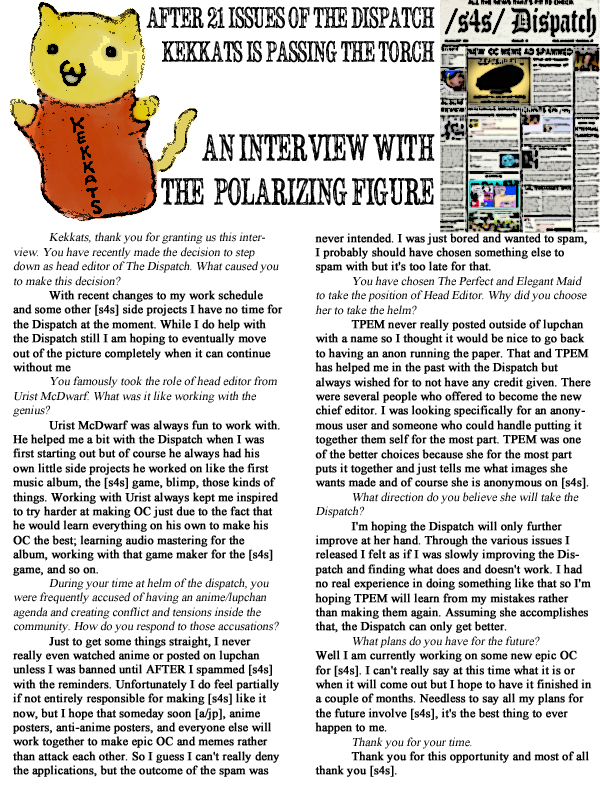 AFTER 21 ISSUES OF THE DISPATCH
KEKKATS IS PASSING THE TORCH
AN INTERVIEW WITH
THE POLARIZING FIGURE
KEKKATS
/s4s/ Dispatch
NEW OC MEME AD SPAMMED
Kekkats, thank you for granting us this inter-
view. You have recently made the decision to step
down as head editor of The Dispatch. What caused you
to make this decision?
With recent changes to my work schedule
and some other [s4s] side projects I have no time for
the Dispatch at the moment. While I do help with
the Dispatch still I am hoping to eventually move
out of the picture completely when it can continue
without me
You famously took the role of head editor from
Urist McDwarf. What was it like working with the
genius?
Urist McDwarf was always fun to work with.
He helped me a bit with the Dispatch when I was
first starting out but of course he always had his
own little side projects he worked on like the first
music album, the [s4s] game, blimp, those kinds of
things. Working with Urist always kept me inspired
to try harder at making OC just due to the fact that
he would learn everything on his own to make his
OC the best; learning audio mastering for the
album, working with that game maker for the [s4s]
game, and so on.
During your time at helm of the dispatch, you
were frequently accused of having an anime/lupchan
agenda and creating conflict and tensions inside the
community. How do you respond to those accusations?
Just to get some things straight, I never
really even watched anime or posted on lupchan
unless I was banned until AFTER I spammed [s4s]
with the reminders. Unfortunately I do feel partially
if not entirely responsible for making [s4s] like it
now, but I hope that someday soon [a/jp], anime
posters, anti-anime posters, and everyone else will
work together to make epic OC and memes rather
than attack each other. So I guess I can't really deny
the applications, but the outcome of the spam was
never intended. I was just bored and wanted to spam,
I probably should have chosen something else to
spam with but it's too late for that.
You have chosen The Perfect and Elegant Maid
to take the position of Head Editor. Why did you choose
her to take the helm?
TPEM never really posted outside of lupchan
with a name so I thought it would be nice to go back
to having an anon running the paper. That and TPEM
has helped me in the past with the Dispatch but
always wished for to not have any credit given. There
were several people who offered to become the new
chief editor. I was looking specifically for an anony-
mous user and someone who could handle putting it
together them self for the most part. TPEM was one
of the better choices because she for the most part
puts it together and just tells me what images she
wants made and of course she is anonymous on [s4s].
What direction do you believe she will take the
Dispatch?
I'm hoping the Dispatch will only further
improve at her hand. Through the various issues I
released I felt as if I was slowly improving the Dis-
patch and finding what does and doesn't work. I had
no real experience in doing something like that so I'm
hoping TPEM will learn from my mistakes rather
than making them again. Assuming she accomplishes
that, the Dispatch can only get better.
What plans do you have for the future?
Well I am currently working on some new epic OC
for [s4s]. I can't really say at this time what it is or
when it will come out but I hope to have it finished in
a couple of months. Needless to say all my plans for
the future involve [s4s], it's the best thing to ever
happen to me.
Thank you for your time.
Thank you for this opportunity and most of all
thank you [s4s].